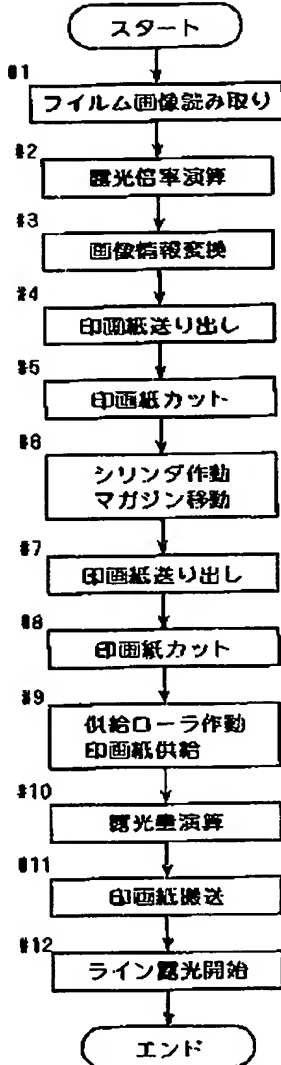 スタート
#1
フイルム画像読み取り
#2
露光倍率演算
#3
画像情報変換
#4
印画紙送り出し
#5
印画紙カット
#6
シリンダ作動
マガジン移動
#7
印画紙送り出し
#8
印画紙カット
#9
供給ローラ作動
印画紙供給
#10
露光量演算
#11
印画紙搬送
#12
ライン露光開始
エンド